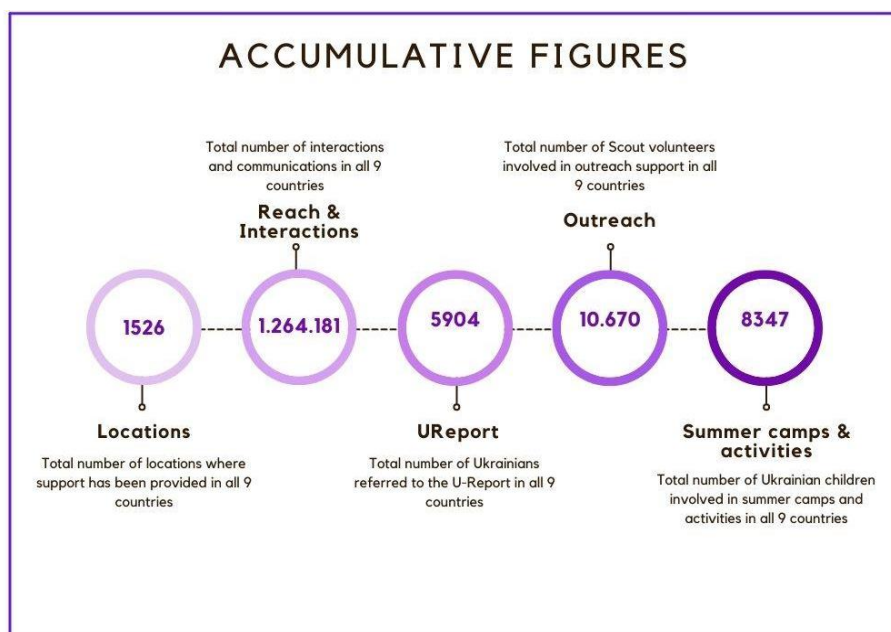 ACCUMULATIVE FIGURES
Total number of interactions
and communications in all 9
countries
Reach &
Interactions
Total number of Scout volunteers
involved in outreach support in all
9 countries
Outreach
1526
1.264.181
5904
10.670
8347
Locations
Total number of locations where
support has been provided in all 9
countries
UReport
Total number of Ukrainians
referred to the U-Report in all 9
countries
Summer camps &
activities
Total number of Ukrainian children
involved in summer camps and
activities in all 9 countries